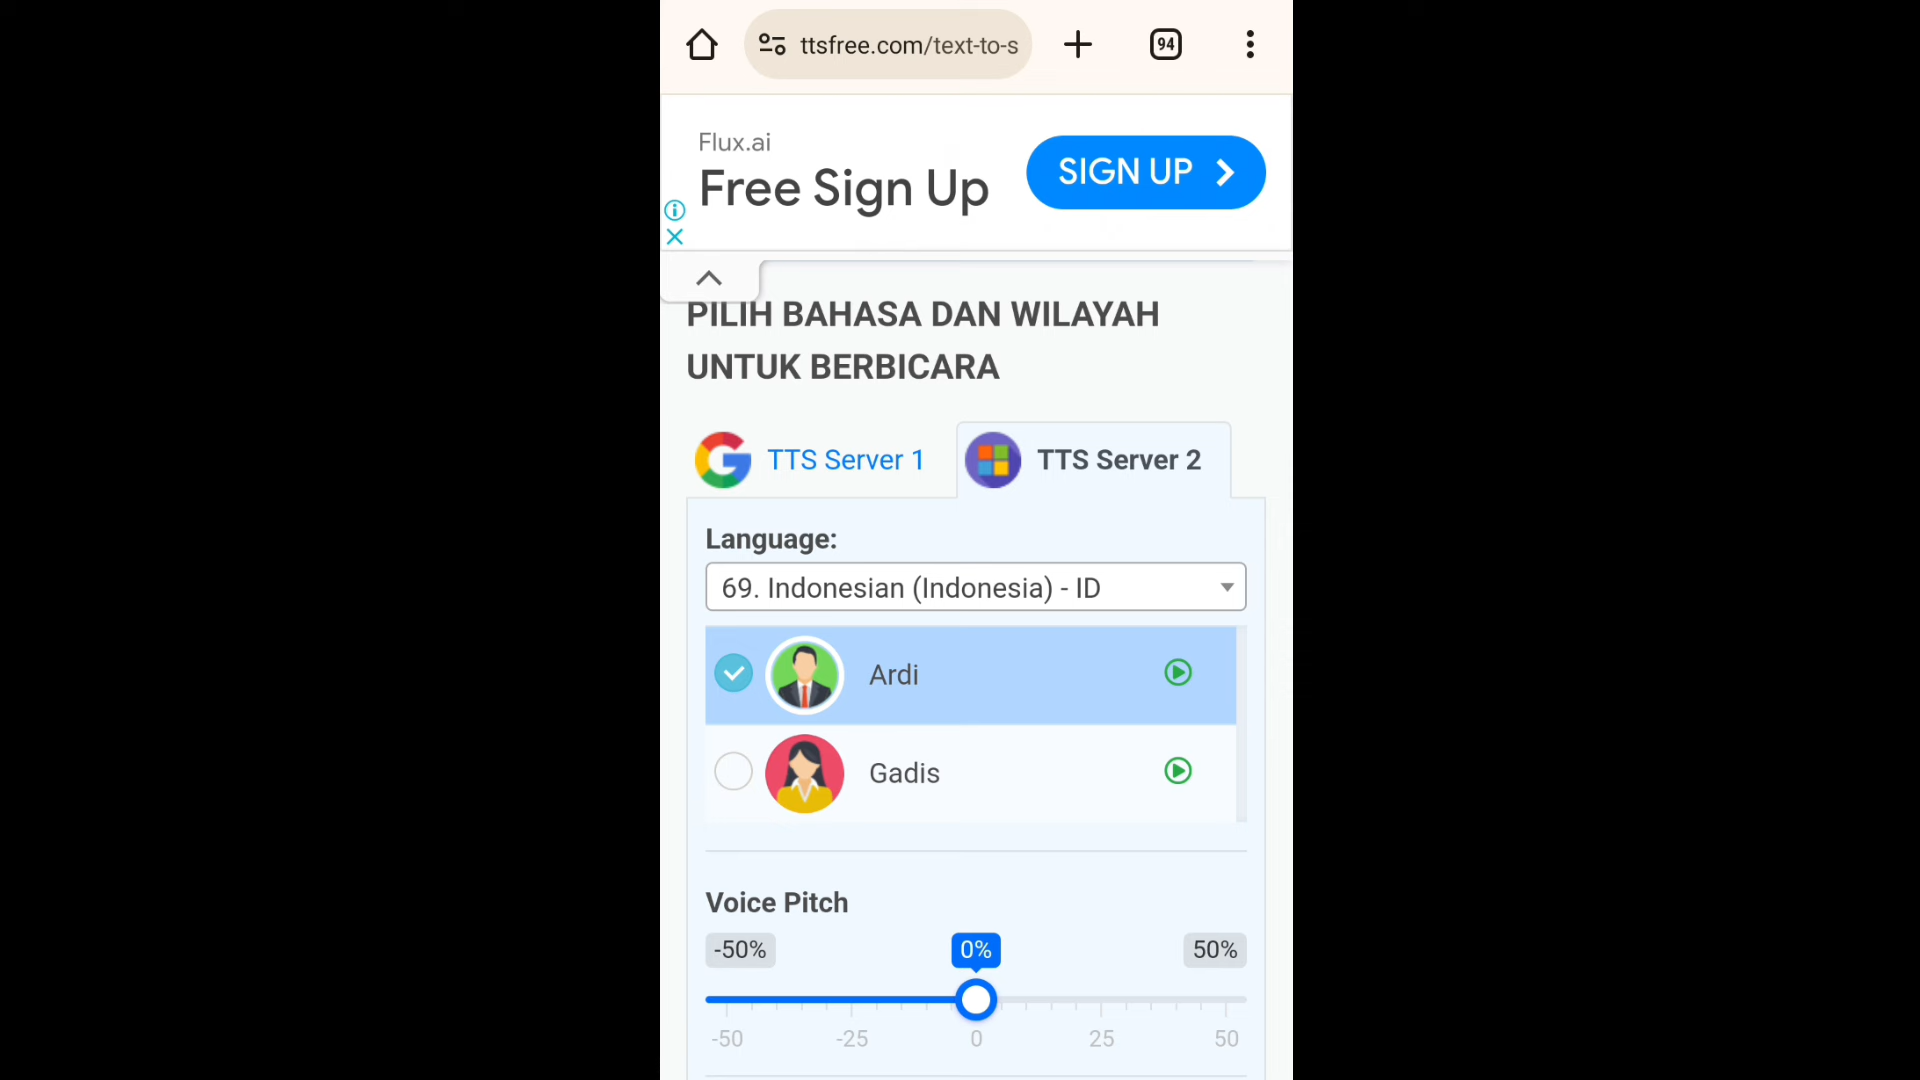 ttsfree.com/text-to-s
94
Flux.ai
Free Sign Up
SIGN UP
PILIH BAHASA DAN WILAYAH
UNTUK BERBICARA
TTS Server 1
TTS Server 2
Language:
69. Indonesian (Indonesia) - ID
Ardi
Gadis
Voice Pitch
-50% 0% 50%
-50 -25 0 25 50